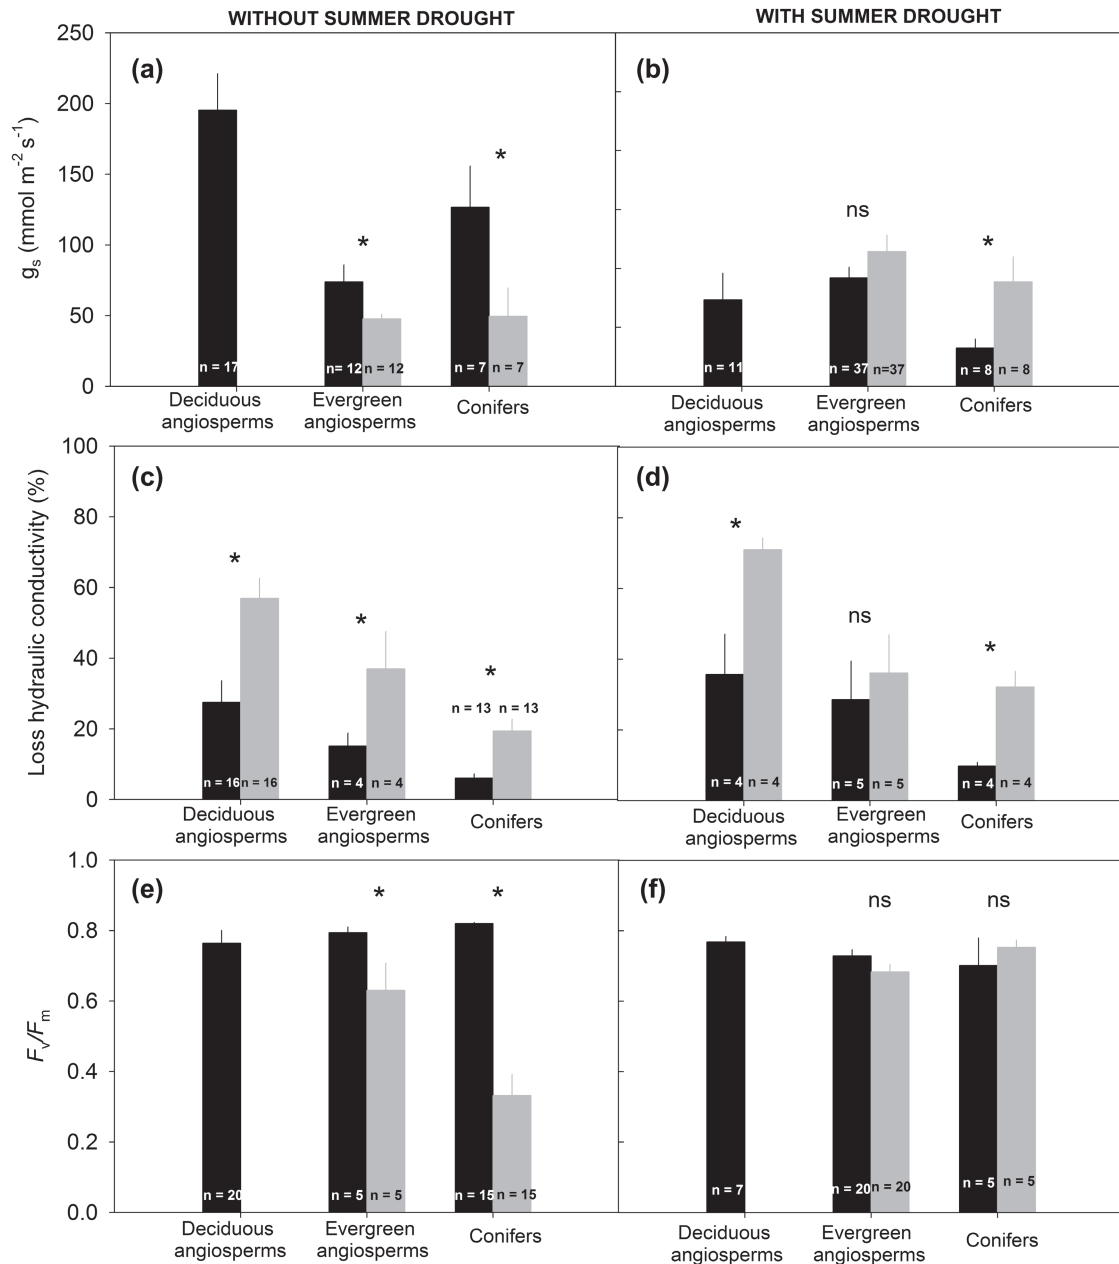 WITHOUT SUMMER DROUGHT
WITH SUMMER DROUGHT
250
200
150
100
50
0
gs (mmol m-2 s-1)
(a)
*
*
n = 17
n= 12
n = 12
n = 7
n = 7
Deciduous
angiosperms
Evergreen
angiosperms
Conifers
(b)
ns
*
n = 11
n = 37
n=37
n = 8
n = 8
Deciduous
angiosperms
Evergreen
angiosperms
Conifers
100
80
60
40
20
0
Loss hydraulic conductivity (%)
(c)
*
*
*
n = 13
n = 13
n = 16
n = 16
n = 4
n = 4
Deciduous
angiosperms
Evergreen
angiosperms
Conifers
(d)
*
ns
*
n = 4
n = 4
n = 5
n = 5
n = 4
n = 4
Deciduous
angiosperms
Evergreen
angiosperms
Conifers
1.0
0.8
0.6
0.4
0.2
0.0
Fv/Fm
(e)
*
*
n = 20
n = 5
n = 5
n = 15
n = 15
Deciduous
angiosperms
Evergreen
angiosperms
Conifers
(f)
ns
ns
n = 7
n = 20
n = 20
n = 5
n = 5
Deciduous
angiosperms
Evergreen
angiosperms
Conifers